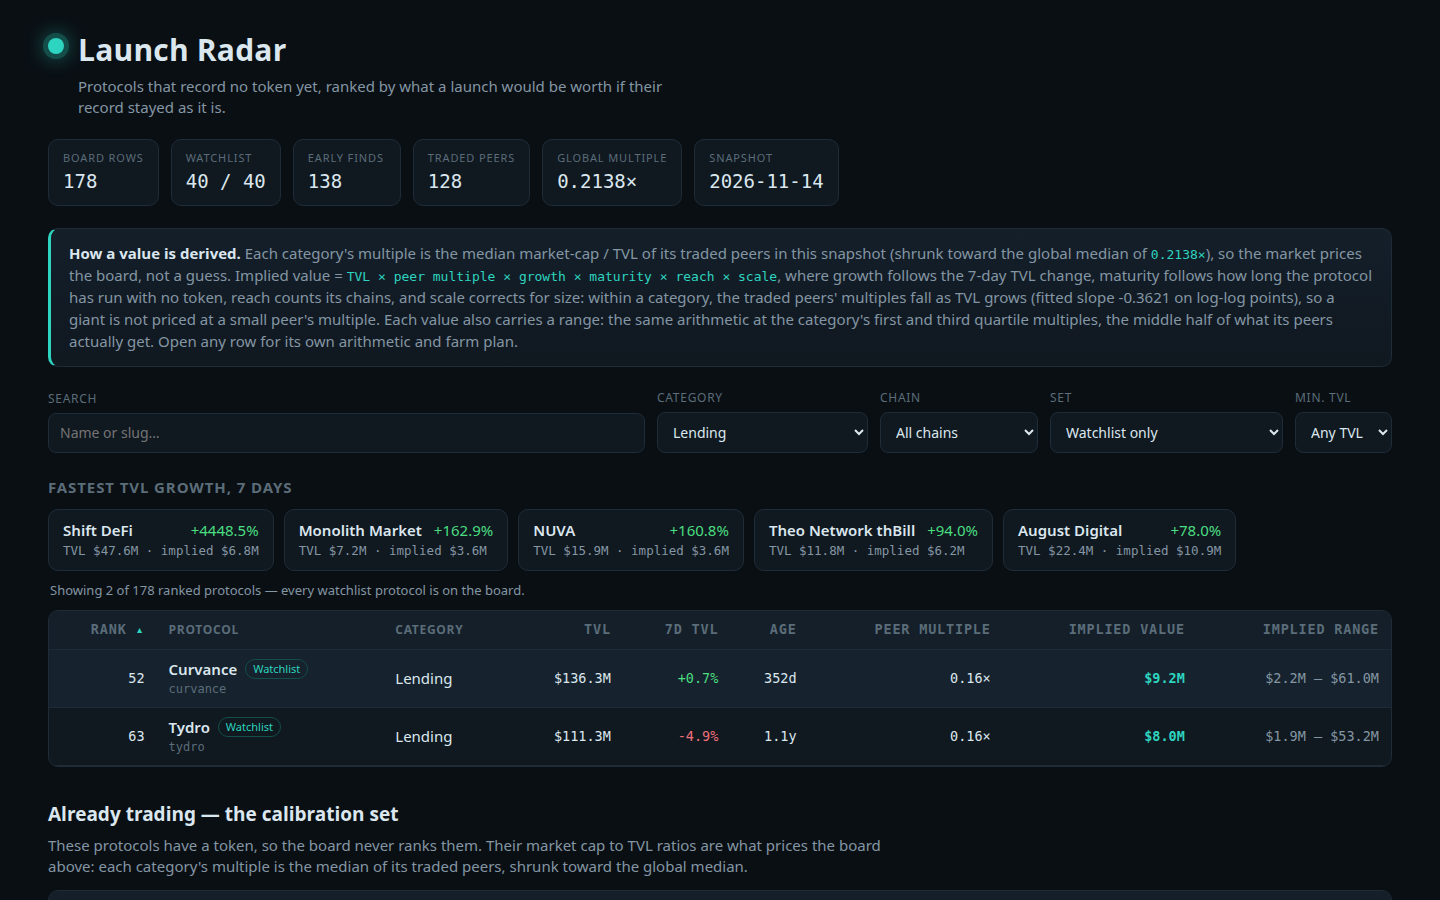 Launch Radar
Protocols that record no token yet, ranked by what a launch would be worth if their
record stayed as it is.
BOARD ROWS
178
WATCHLIST
40 / 40
EARLY FINDS
138
TRADED PEERS
128
GLOBAL MULTIPLE
0.2138×
SNAPSHOT
2026-11-14
How a value is derived. Each category's multiple is the median market-cap / TVL of its traded peers in this snapshot (shrunk toward the global median of 0.2138×), so the market prices
the board, not a guess. Implied value = TVL × peer multiple × growth × maturity × reach × scale, where growth follows the 7-day TVL change, maturity follows how long the protocol
has run with no token, reach counts its chains, and scale corrects for size: within a category, the traded peers' multiples fall as TVL grows (fitted slope -0.3621 on log-log points), so a
giant is not priced at a small peer's multiple. Each value also carries a range: the same arithmetic at the category's first and third quartile multiples, the middle half of what its peers
actually get. Open any row for its own arithmetic and farm plan.
SEARCH
Name or slug...
CATEGORY
Lending
CHAIN
All chains
SET
Watchlist only
MIN. TVL
Any TVL
FASTEST TVL GROWTH, 7 DAYS
Shift DeFi +4448.5%
TVL $47.6M · implied $6.8M
Monolith Market +162.9%
TVL $7.2M · implied $3.6M
NUVA +160.8%
TVL $15.9M · implied $3.6M
Theo Network thBill +94.0%
TVL $11.8M · implied $6.2M
August Digital +78.0%
TVL $22.4M · implied $10.9M
Showing 2 of 178 ranked protocols — every watchlist protocol is on the board.
RANK ▲ PROTOCOL CATEGORY TVL 7D TVL AGE PEER MULTIPLE IMPLIED VALUE IMPLIED RANGE
52 Curvance Watchlist Lending $136.3M +0.7% 352d 0.16× $9.2M $2.2M – $61.0M
curvance
63 Tydro Watchlist Lending $111.3M -4.9% 1.1y 0.16× $8.0M $1.9M – $53.2M
tydro
Already trading — the calibration set
These protocols have a token, so the board never ranks them. Their market cap to TVL ratios are what prices the board
above: each category's multiple is the median of its traded peers, shrunk toward the global median.